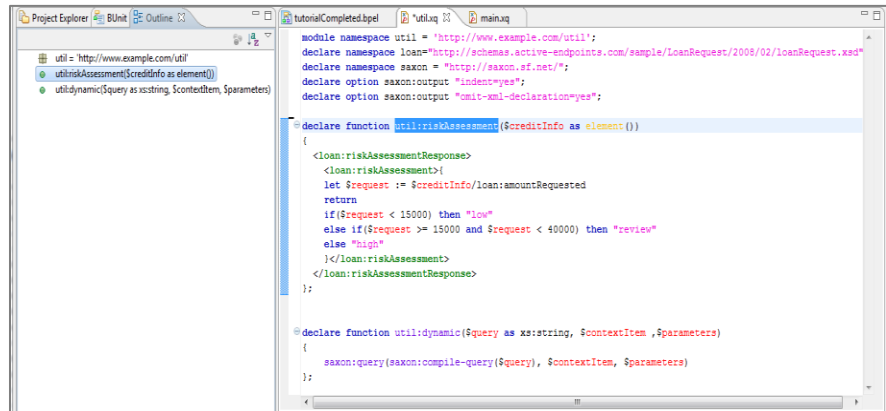 Project Explorer BUnit Outline
util = 'http://www.example.com/util'
util:riskAssessment($creditInfo as element())
util:dynamic($query as xs:string, $contextItem, $parameters)
tutorialCompleted.bpel *util.xq main.xq
module namespace util = 'http://www.example.com/util';
declare namespace loan="http://schemas.active-endpoints.com/sample/LoanRequest/2008/02/loanRequest.xsd"
declare namespace saxon = "http://saxon.sf.net/";
declare option saxon:output "indent=yes";
declare option saxon:output "omit-xml-declaration=yes";
declare function util:riskAssessment($creditInfo as element())
{
<loan:riskAssessmentResponse>
<loan:riskAssessment>{
let $request := $creditInfo/loan:amountRequested
return
if($request < 15000) then "low"
else if($request >= 15000 and $request < 40000) then "review"
else "high"
}</loan:riskAssessment>
</loan:riskAssessmentResponse>
};
declare function util:dynamic($query as xs:string, $contextItem ,$parameters)
{
saxon:query(saxon:compile-query($query), $contextItem, $parameters)
};